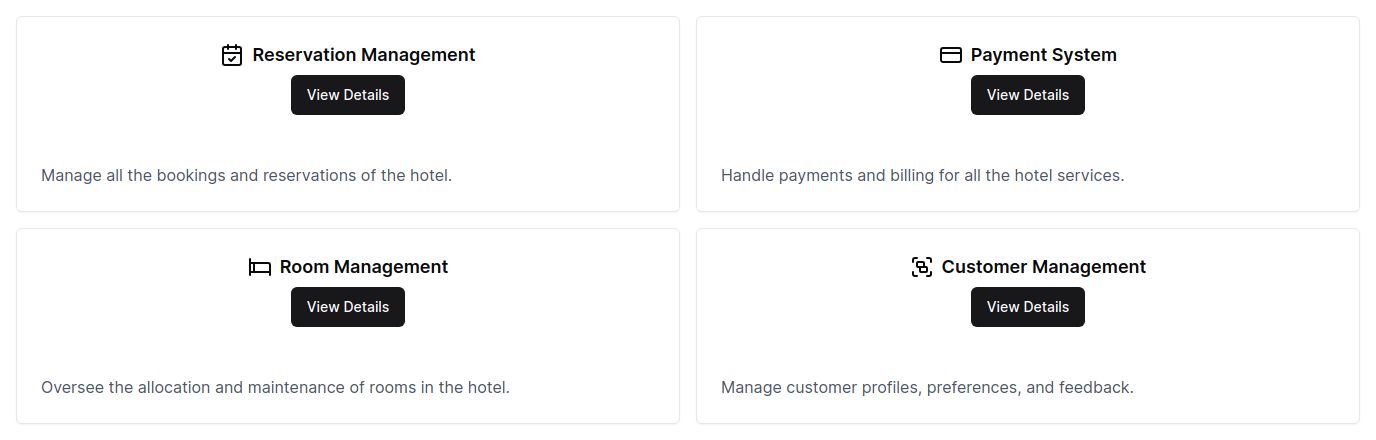 Reservation Management
View Details
Manage all the bookings and reservations of the hotel.
Payment System
View Details
Handle payments and billing for all the hotel services.
Room Management
View Details
Oversee the allocation and maintenance of rooms in the hotel.
Customer Management
View Details
Manage customer profiles, preferences, and feedback.